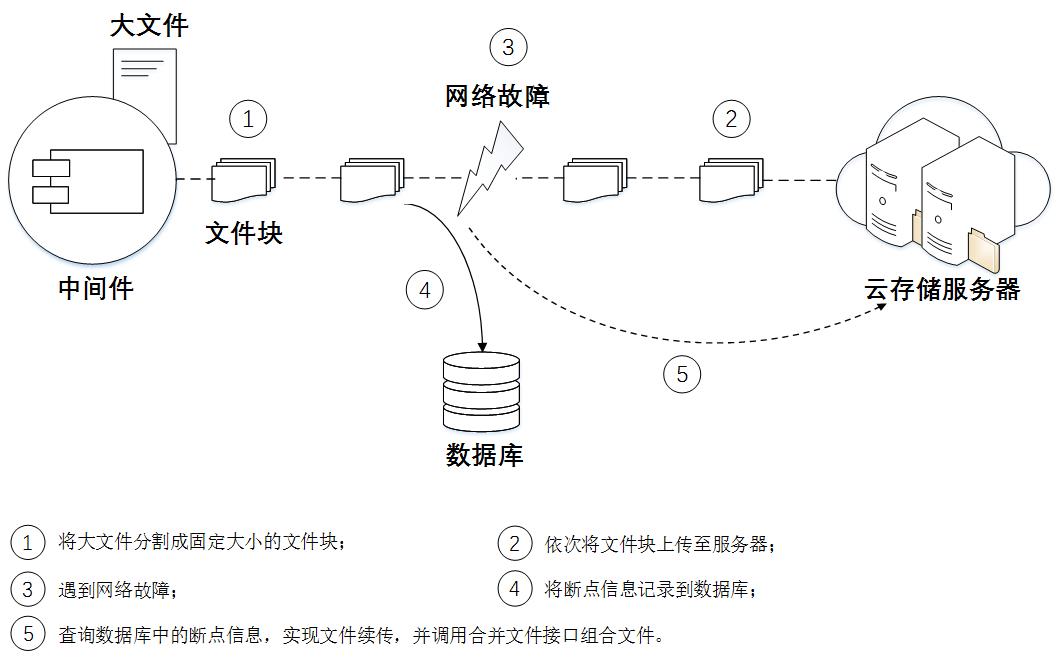 大文件
③
网络故障
①
②
文件块
中间件
④
云存储服务器
⑤
数据库
① 将大文件分割成固定大小的文件块；
② 依次将文件块上传至服务器；
③ 遇到网络故障；
④ 将断点信息记录到数据库；
⑤ 查询数据库中的断点信息，实现文件续传，并调用合并文件接口组合文件。